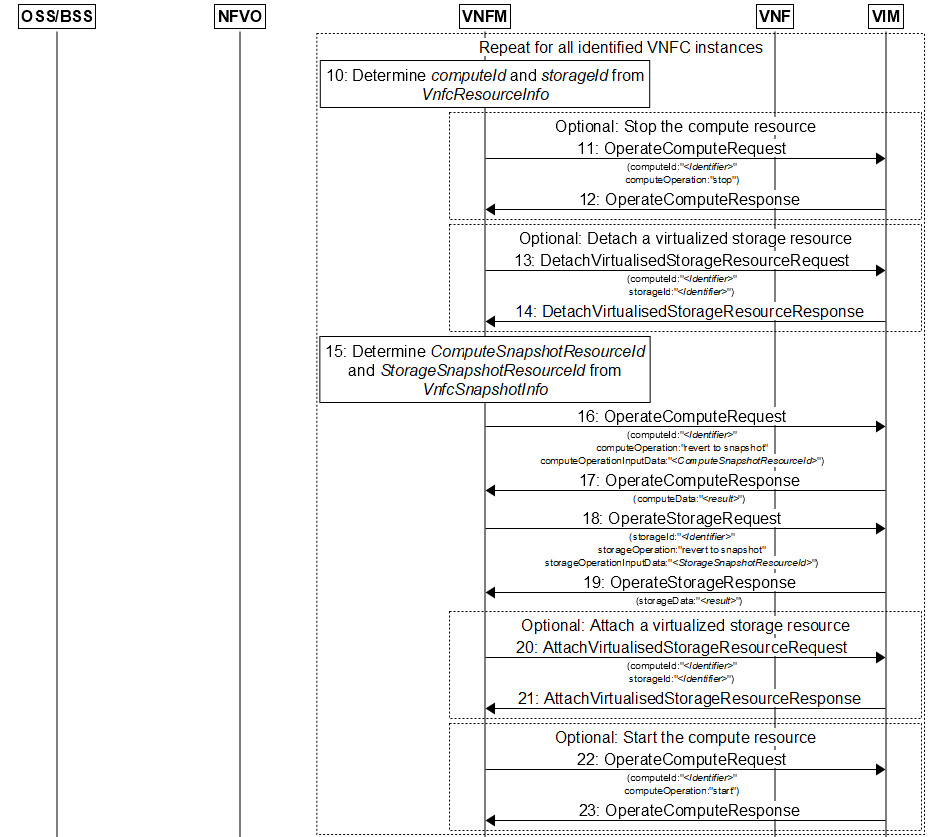 OSS/BSS NFVO VNFM VNF VIM
Repeat for all identified VNFC instances
10: Determine computeId and storageId from
VnfcResourceInfo
Optional: Stop the compute resource
11: OperateComputeRequest
(computeId:"<Identifier>"
computeOperation:"stop")
12: OperateComputeResponse
Optional: Detach a virtualized storage resource
13: DetachVirtualisedStorageResourceRequest
(computeId:"<Identifier>"
storageId:"<Identifier>")
14: DetachVirtualisedStorageResourceResponse
15: Determine ComputeSnapshotResourceId
and StorageSnapshotResourceId from
VnfcSnapshotInfo
16: OperateComputeRequest
(computeId:"<Identifier>"
computeOperation:"revert to snapshot"
computeOperationInputData:"<ComputeSnapshotResourceId>")
17: OperateComputeResponse
(computeData:"<result>")
18: OperateStorageRequest
(storageId:"<Identifier>"
storageOperation:"revert to snapshot"
storageOperationInputData:"<StorageSnapshotResourceId>")
19: OperateStorageResponse
(storageData:"<result>")
Optional: Attach a virtualized storage resource
20: AttachVirtualisedStorageResourceRequest
(computeId:"<Identifier>"
storageId:"<Identifier>")
21: AttachVirtualisedStorageResourceResponse
Optional: Start the compute resource
22: OperateComputeRequest
(computeId:"<Identifier>"
computeOperation:"start")
23: OperateComputeResponse